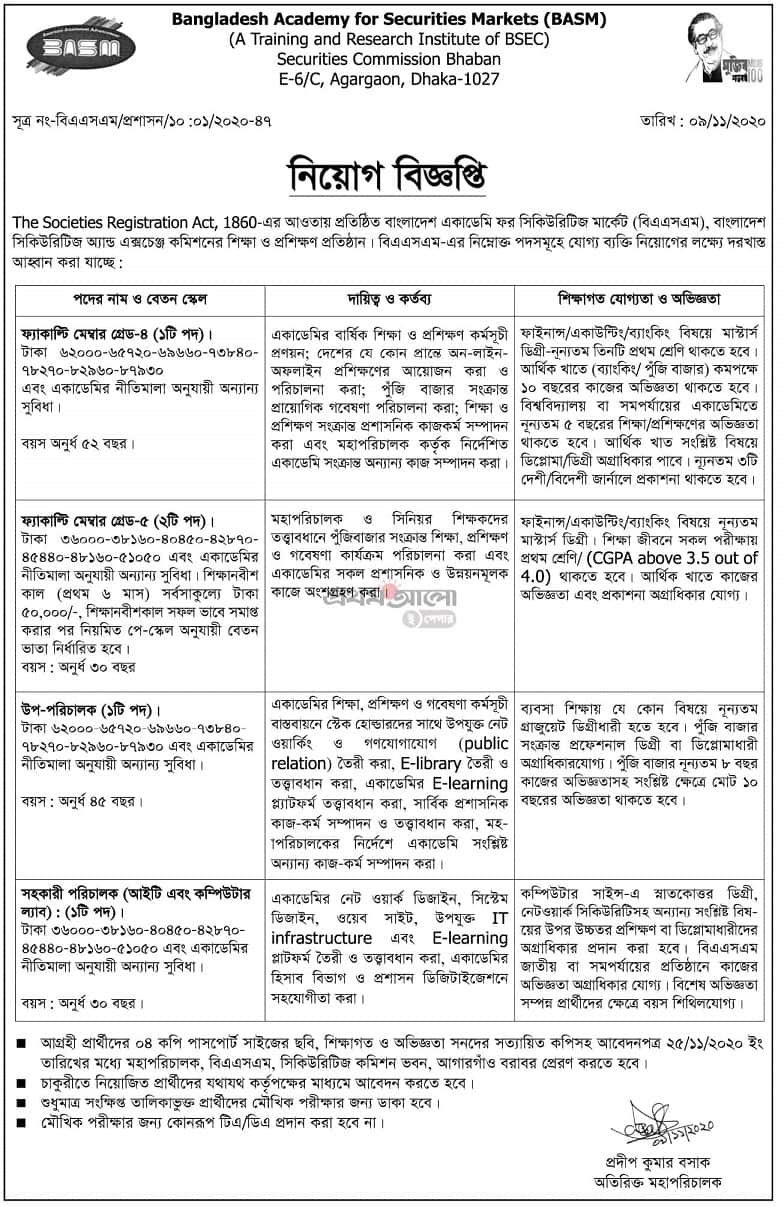 BASM
Bangladesh Academy for Securities Markets (BASM)
(A Training and Research Institute of BSEC)
Securities Commission Bhaban
E-6/C, Agargaon, Dhaka-1027
মুজিব
শতবর্ষ 100
সূত্র নং-বিএএসএম/প্রশাসন/১০:০১/২০২০-৪৭
তারিখ : ০৯/১১/২০২০
নিয়োগ বিজ্ঞপ্তি
The Societies Registration Act, 1860-এর আওতায় প্রতিষ্ঠিত বাংলাদেশ একাডেমি ফর সিকিউরিটিজ মার্কেট (বিএএসএম), বাংলাদেশ
সিকিউরিটিজ অ্যান্ড এক্সচেঞ্জ কমিশনের শিক্ষা ও প্রশিক্ষণ প্রতিষ্ঠান। বিএএসএম-এর নিম্নোক্ত পদসমূহে যোগ্য ব্যক্তি নিয়োগের লক্ষ্যে দরখাস্ত
আহ্বান করা যাচ্ছে :
পদের নাম ও বেতন স্কেল
দায়িত্ব ও কর্তব্য
শিক্ষাগত যোগ্যতা ও অভিজ্ঞতা
ফ্যাকাল্টি মেম্বার গ্রেড-৪ (১টি পদ)।
টাকা ৬২০০০-৬৫৭২০-৬৯৬৬০-৭৩৮৪০-
৭৮২৭০-৮২৯৬০-৮৭৯৩০
এবং একাডেমির নীতিমালা অনুযায়ী অন্যান্য
সুবিধা।
বয়স অনুর্ধ ৫২ বছর।
একাডেমির বার্ষিক শিক্ষা ও প্রশিক্ষণ কর্মসূচী
প্রণয়ন; দেশের যে কোন প্রান্তে অন-লাইন-
অফলাইন প্রশিক্ষণের আয়োজন করা ও
পরিচালনা করা; পুঁজি বাজার সংক্রান্ত
প্রায়োগিক গবেষণা পরিচালনা করা; শিক্ষা ও
প্রশিক্ষণ সংক্রান্ত প্রশাসনিক কাজকর্ম সম্পাদন
করা এবং মহাপরিচালক কর্তৃক নির্দেশিত
একাডেমি সংক্রান্ত অন্যান্য কাজ সম্পাদন করা।
ফাইনান্স/একাউন্টিং/ব্যাংকিং বিষয়ে মাস্টার্স
ডিগ্রী-নূন্যতম তিনটি প্রথম শ্রেণি থাকতে হবে।
আর্থিক খাতে (ব্যাংকিং/ পুঁজি বাজার) কমপক্ষে
১০ বছরের কাজের অভিজ্ঞতা থাকতে হবে।
বিশ্ববিদ্যালয় বা সমপর্যায়ের একাডেমিতে
নূন্যতম ৫ বছরের শিক্ষা/প্রশিক্ষণের অভিজ্ঞতা
থাকতে হবে। আর্থিক খাত সংশ্লিষ্ট বিষয়ে
ডিপ্লোমা/ডিগ্রী অগ্রাধিকার পাবে। ন্যূনতম ৩টি
দেশী/বিদেশী জার্নালে প্রকাশনা থাকতে হবে।
ফ্যাকাল্টি মেম্বার গ্রেড-৫ (২টি পদ)।
টাকা ৩৬০০০-৩৮১৬০-৪০৪৫০-৪২৮৭০-
৪৫৪৪০-৪৮১৬০-৫১০৫০ এবং একাডেমির
নীতিমালা অনুযায়ী অন্যান্য সুবিধা। শিক্ষানবীশ
কাল (প্রথম ৬ মাস) সর্বসাকুল্যে টাকা
৫০,০০০/-, শিক্ষানবীশকাল সফল ভাবে সমাপ্ত
করার পর নিয়মিত পে-স্কেল অনুযায়ী বেতন
ভাতা নির্ধারিত হবে।
বয়স : অনুর্ধ ৩০ বছর
মহাপরিচালক ও সিনিয়র শিক্ষকদের
তত্ত্বাবধানে পুঁজিবাজার সংক্রান্ত শিক্ষা, প্রশিক্ষণ
ও গবেষণা কার্যক্রম পরিচালনা করা এবং
একাডেমির সকল প্রশাসনিক ও উন্নয়নমূলক
কাজে অংশগ্রহণ করা।
প্রথম আলো
ই পেপার
ফাইনান্স/একাউন্টিং/ব্যাংকিং বিষয়ে নূন্যতম
মাস্টার্স ডিগ্রী। শিক্ষা জীবনে সকল পরীক্ষায়
প্রথম শ্রেণি/ (CGPA above 3.5 out of
4.0) থাকতে হবে। আর্থিক খাতে কাজের
অভিজ্ঞতা এবং প্রকাশনা অগ্রাধিকার যোগ্য।
উপ-পরিচালক (১টি পদ)।
টাকা ৬২০০০-৬৫৭২০-৬৯৬৬০-৭৩৮৪০-
৭৮২৭০-৮২৯৬০-৮৭৯৩০ এবং একাডেমির
নীতিমালা অনুযায়ী অন্যান্য সুবিধা।
বয়স : অনুর্ধ ৪৫ বছর।
একাডেমির শিক্ষা, প্রশিক্ষণ ও গবেষণা কর্মসূচী
বাস্তবায়নে স্টেক হোল্ডারদের সাথে উপযুক্ত নেট
ওয়ার্কিং ও গণযোগাযোগ (public
relation) তৈরী করা, E-library তৈরী ও
তত্ত্বাবধান করা, একাডেমির E-learning
প্ল্যাটফর্ম তত্ত্বাবধান করা, সার্বিক প্রশাসনিক
কাজ-কর্ম সম্পাদন ও তত্ত্বাবধান করা, মহ-
াপরিচালকের নির্দেশে একাডেমি সংশ্লিষ্ট
অন্যান্য কাজ-কর্ম সম্পাদন করা।
ব্যবসা শিক্ষায় যে কোন বিষয়ে নূন্যতম
গ্রাজুয়েট ডিগ্রীধারী হতে হবে। পুঁজি বাজার
সংক্রান্ত প্রফেশনাল ডিগ্রী বা ডিপ্লোমাধারী
অগ্রাধিকারযোগ্য। পুঁজি বাজার নূন্যতম ৮ বছর
কাজের অভিজ্ঞতাসহ সংশ্লিষ্ট ক্ষেত্রে মোট ১০
বছরের অভিজ্ঞতা থাকতে হবে।
সহকারী পরিচালক (আইটি এবং কম্পিউটার
ল্যাব) : (১টি পদ)।
টাকা ৩৬০০০-৩৮১৬০-৪০৪৫০-৪২৮৭০-
৪৫৪৪০-৪৮১৬০-৫১০৫০ এবং একাডেমির
নীতিমালা অনুযায়ী অন্যান্য সুবিধা।
বয়স : অনুর্ধ ৩০ বছর।
একাডেমির নেট ওয়ার্ক ডিজাইন, সিস্টেম
ডিজাইন, ওয়েব সাইট, উপযুক্ত IT
infrastructure এবং E-learning
প্লাটফর্ম তৈরী ও তত্ত্বাবধান করা, একাডেমির
হিসাব বিভাগ ও প্রশাসন ডিজিটাইজেশনে
সহযোগীতা করা।
কম্পিউটার সাইন্স-এ স্নাতকোত্তর ডিগ্রী,
নেটওয়ার্ক সিকিউরিটিসহ অন্যান্য সংশ্লিষ্ট বিষ-
য়ের উপর উচ্চতর প্রশিক্ষণ বা ডিপ্লোমাধারীদের
অগ্রাধিকার প্রদান করা হবে। বিএএসএম
জাতীয় বা সমপর্যায়ের প্রতিষ্ঠানে কাজের
অভিজ্ঞতা অগ্রাধিকার যোগ্য। বিশেষ অভিজ্ঞতা
সম্পন্ন প্রার্থীদের ক্ষেত্রে বয়স শিথিলযোগ্য।
■ আগ্রহী প্রার্থীদের ০৪ কপি পাসপোর্ট সাইজের ছবি, শিক্ষাগত ও অভিজ্ঞতা সনদের সত্যায়িত কপিসহ আবেদনপত্র ২৫/১১/২০২০ ইং
তারিখের মধ্যে মহাপরিচালক, বিএএসএম, সিকিউরিটিজ কমিশন ভবন, আগারগাঁও বরাবর প্রেরণ করতে হবে।
■ চাকুরীতে নিয়োজিত প্রার্থীদের যথাযথ কর্তৃপক্ষের মাধ্যমে আবেদন করতে হবে।
■ শুধুমাত্র সংক্ষিপ্ত তালিকাভুক্ত প্রার্থীদের মৌখিক পরীক্ষার জন্য ডাকা হবে।
■ মৌখিক পরীক্ষার জন্য কোনরূপ টিএ/ডিএ প্রদান করা হবে না।
০৯/১১/২০২০
প্রদীপ কুমার বসাক
অতিরিক্ত মহাপরিচালক